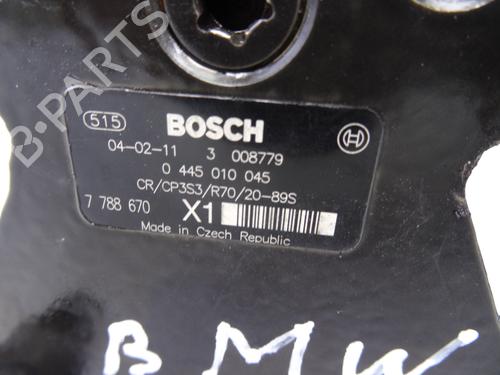 B-PARTS
515 BOSCH
04-02-11 3 008779
0 445 010 045
CR/CP3S3/R70/20-89S
7 788 670 X1
Made in Czech Republic
BMW